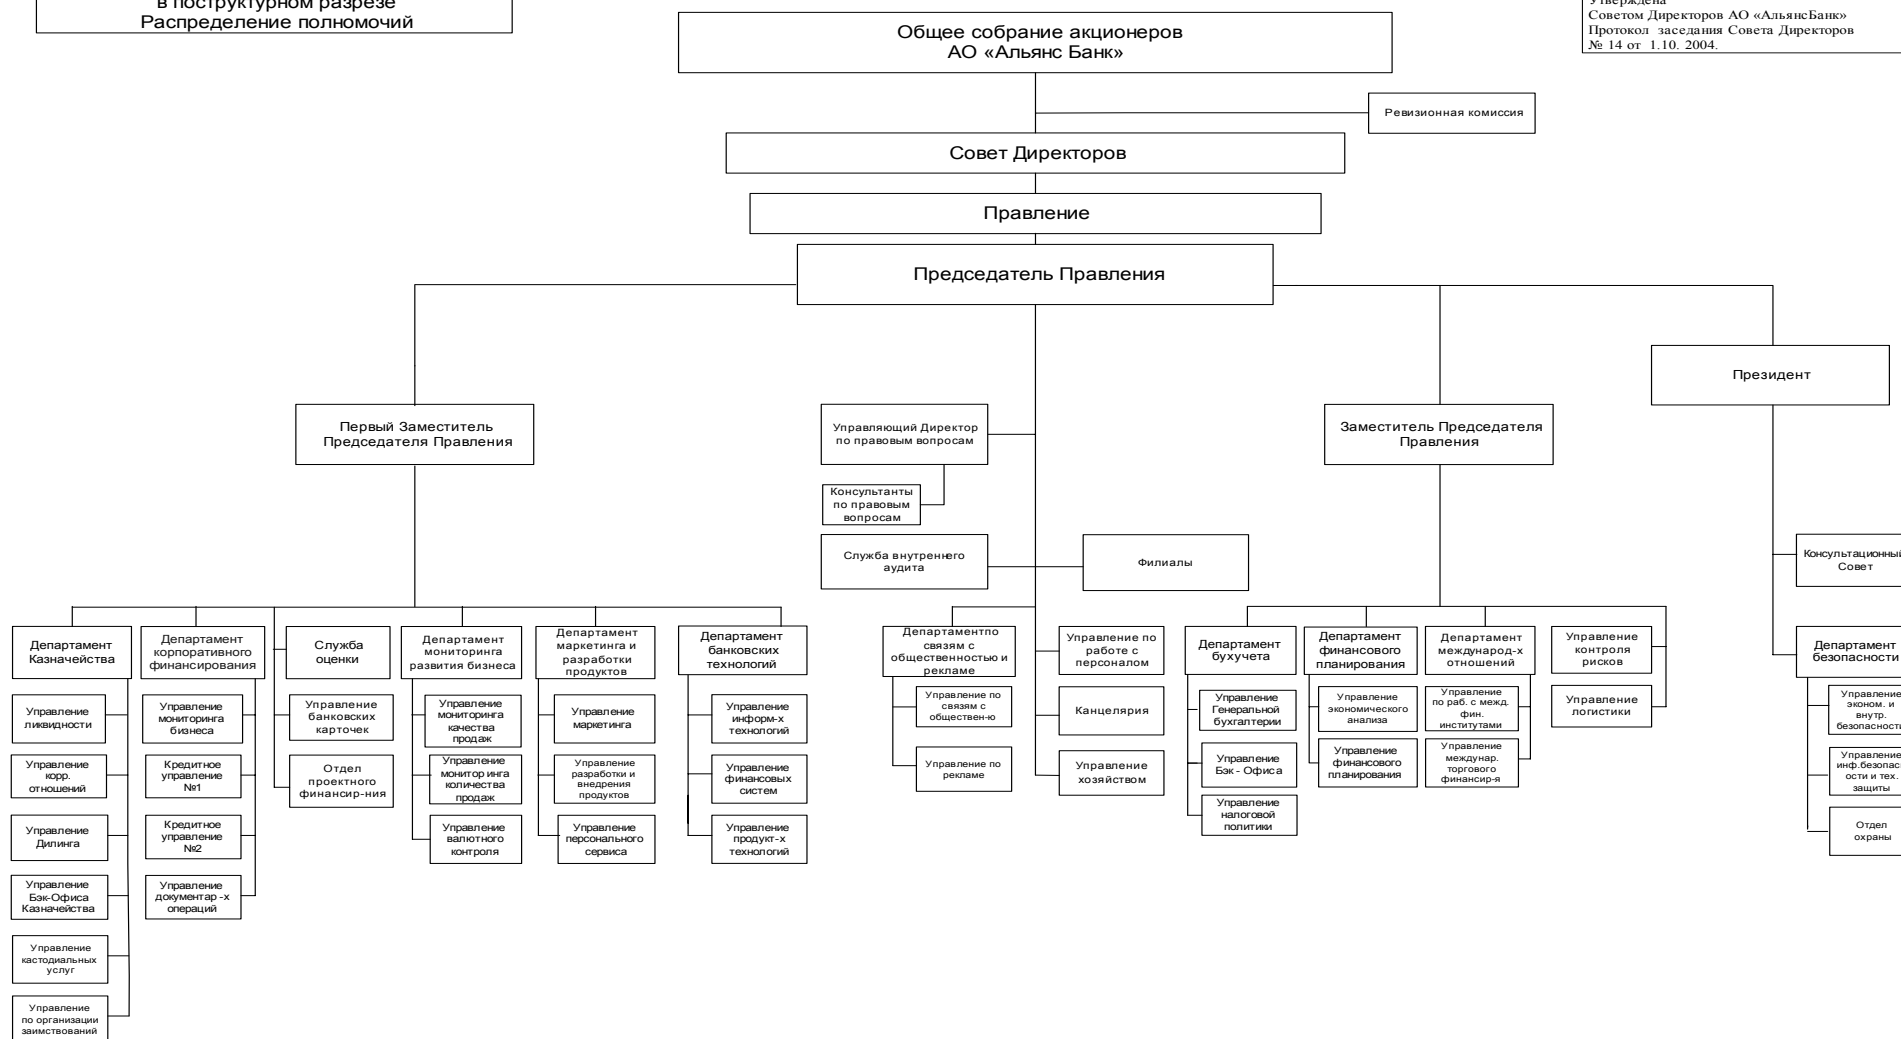 в поструктурном разрезе
Распределение полномочий
Утверждена
Советом Директоров АО «АльянсБанк»
Протокол заседания Совета Директоров
№ 14 от 1.10. 2004.
Общее собрание акционеров
АО «Альянс Банк»
Ревизионная комиссия
Совет Директоров
Правление
Председатель Правления
Президент
Первый Заместитель
Председателя Правления
Управляющий Директор
по правовым вопросам
Заместитель Председателя
Правления
Консультанты
по правовым
вопросам
Служба внутреннего
аудита
Филиалы
Консультационный
Совет
Департамент
Казначейства
Департамент
корпоративного
финансирования
Служба
оценки
Департамент
мониторинга
развития бизнеса
Департамент
маркетинга и
разработки
продуктов
Департамент
банковских
технологий
Департаментпо
связям с
общественностью и
рекламе
Управление по
работе с
персоналом
Департамент
бухучета
Департамент
финансового
планирования
Департамент
международ-х
отношений
Управление
контроля
рисков
Департамент
безопасности
Управление
ликвидности
Управление
мониторинга
бизнеса
Управление
банковских
карточек
Управление
мониторинга
качества
продаж
Управление
маркетинга
Управление
информ-х
технологий
Управление по
связям с
обществен-ю
Канцелярия
Управление
Генеральной
бухгалтерии
Управление
экономического
анализа
Управление
по раб. с межд.
фин.
институтами
Управление
логистики
Управление
эконом. и
внутр.
безопасности
Управление
корр.
отношений
Кредитное
управление
№1
Отдел
проектного
финансир-ния
Управление
монитор инга
количества
продаж
Управление
разработки и
внедрения
продуктов
Управление
финансовых
систем
Управление по
рекламе
Управление
хозяйством
Управление
Бэк - Офиса
Управление
финансового
планирования
Управление
междунар.
торгового
финансир-я
Управление
инф.безопасн
ости и тех.
защиты
Управление
Дилинга
Кредитное
управление
№2
Управление
валютного
контроля
Управление
персонального
сервиса
Управление
продукт-х
технологий
Управление
налоговой
политики
Отдел
охраны
Управление
Бэк-Офиса
Казначейства
Управление
документар -х
операций
Управление
кастодиальных
услуг
Управление
по организации
заимствований